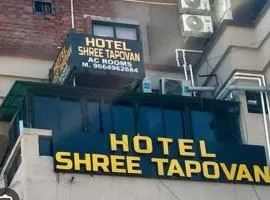 HOTEL
SHREE TAPOVAN
AC ROOMS
M. 9664962684
HOTEL
SHREE TAPOVAN